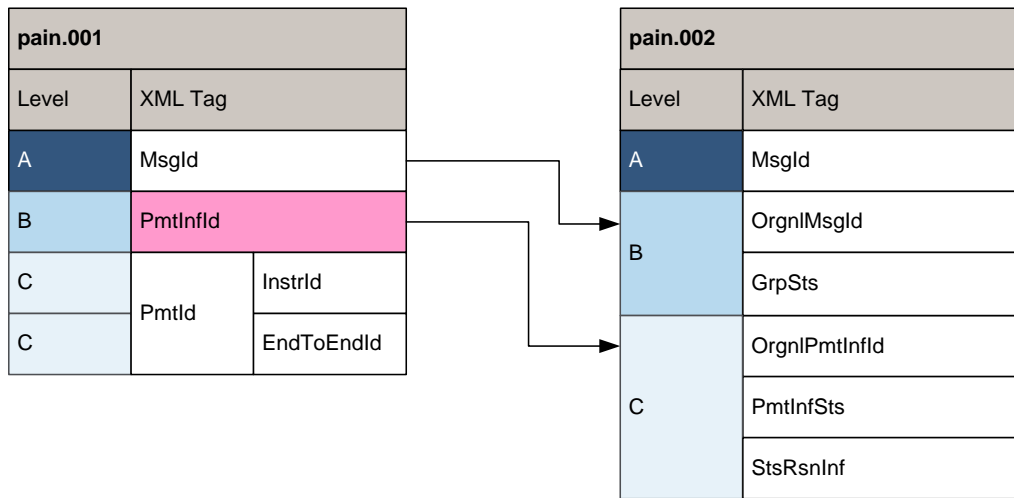 pain.001
Level XML Tag
A MsgId
B PmtInfId
C PmtId InstrId
C EndToEndId
pain.002
Level XML Tag
A MsgId
B OrgnlMsgId
GrpSts
C OrgnlPmtInfId
PmtInfSts
StsRsnInf